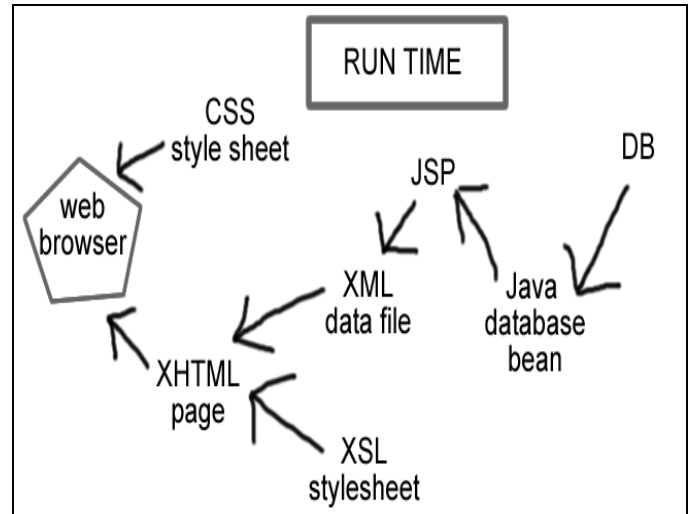 RUN TIME
CSS
style sheet
DB
JSP
web
browser
XML
data file
Java
database
bean
XHTML
page
XSL
stylesheet